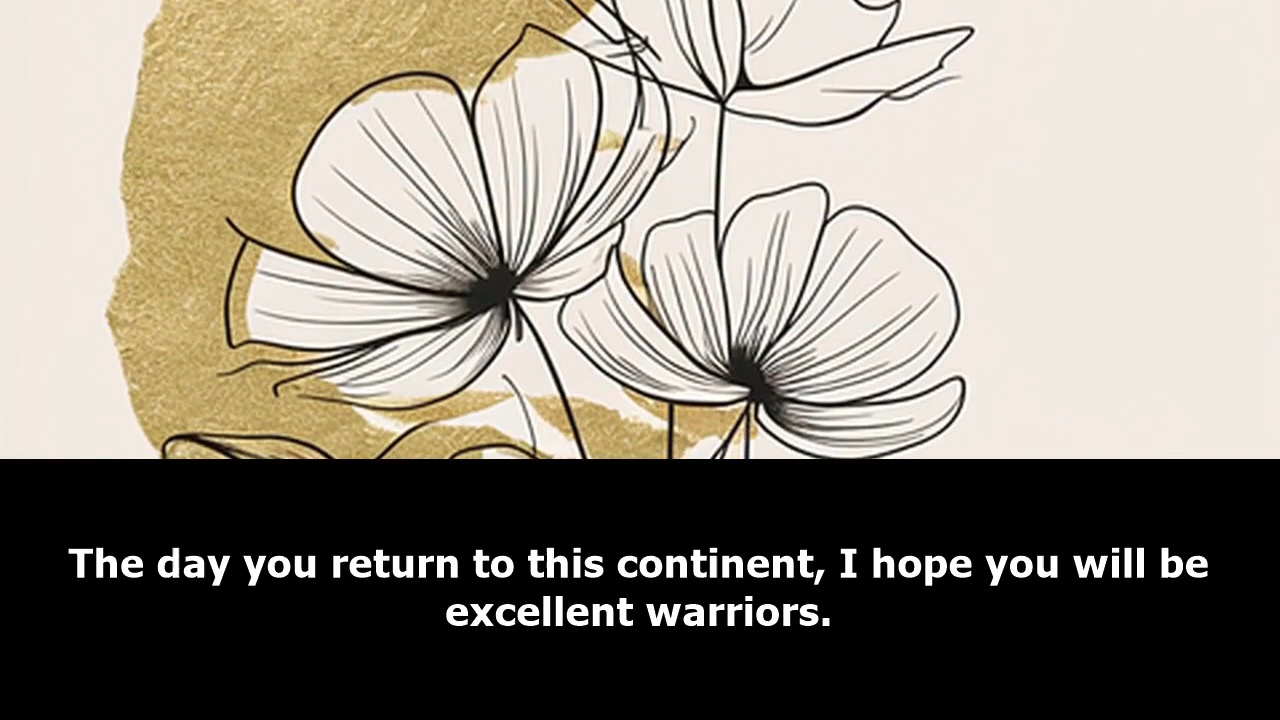 The day you return to this continent, I hope you will be
excellent warriors.